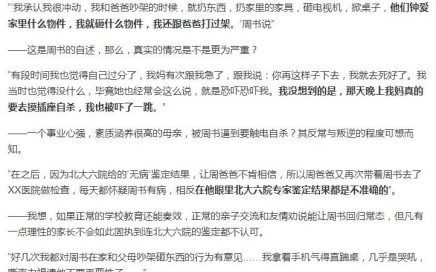 “我承认我很冲动，和爸爸吵架的时候，就扔东西，扔家里的家具，砸电视机，掀桌子，他们钟爱
家里什么物件，我就砸什么物件，我还跟爸爸打过架。”周书说
——这是周书的自述，那么，真实的情况是不是更为严重？
“有段时间我也觉得自己过分了，我妈有次跟我急了，跟我说：你再这样子下去，我就去死好了。我
当时也觉得没什么，毕竟她也经常会这么说，就是恐吓恐吓我。我没想到的是，那天晚上我妈真的
要去摸插座自杀，我也被吓了一跳。”
——一个事业心强，素质涵养很高的母亲，被周书逼到要触电自杀？其反常与叛逆的程度可想而
知。
“在之后，因为北大六院给的“无病”鉴定结果，让周爸爸不肯相信，所以周爸爸又再次带着周书去了
XX医院做检查，每天都怀疑周书有病，相反在他眼里北大六院专家鉴定结果都是不准确的”。
——我想，如果正常的学校教育还能奏效，正常的亲子交流和友情劝说能让周书回归常态，但凡有
一点理性的家长不会如此固执到连北大六院的鉴定都不认可。
“好几次我都对周书在家和父母吵架砸东西的行为有意见……我拿着手机气得直跺桌，几乎是哭吼，